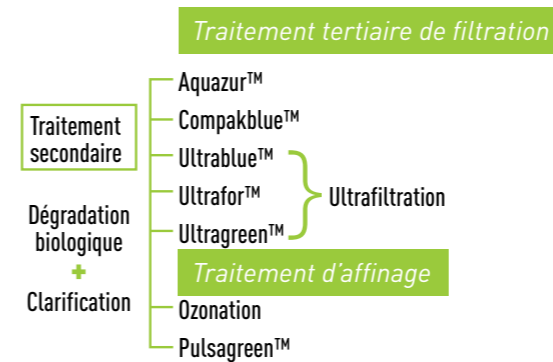 Traitement tertiaire de filtration
Aquazur™
Compakblue™
Traitement
secondaire
Ultrablue™
Ultrafor™
Ultrafiltration
Dégradation
biologique
Ultragreen™
+
Traitement d'affinage
Clarification
Ozonation
Pulsagreen™